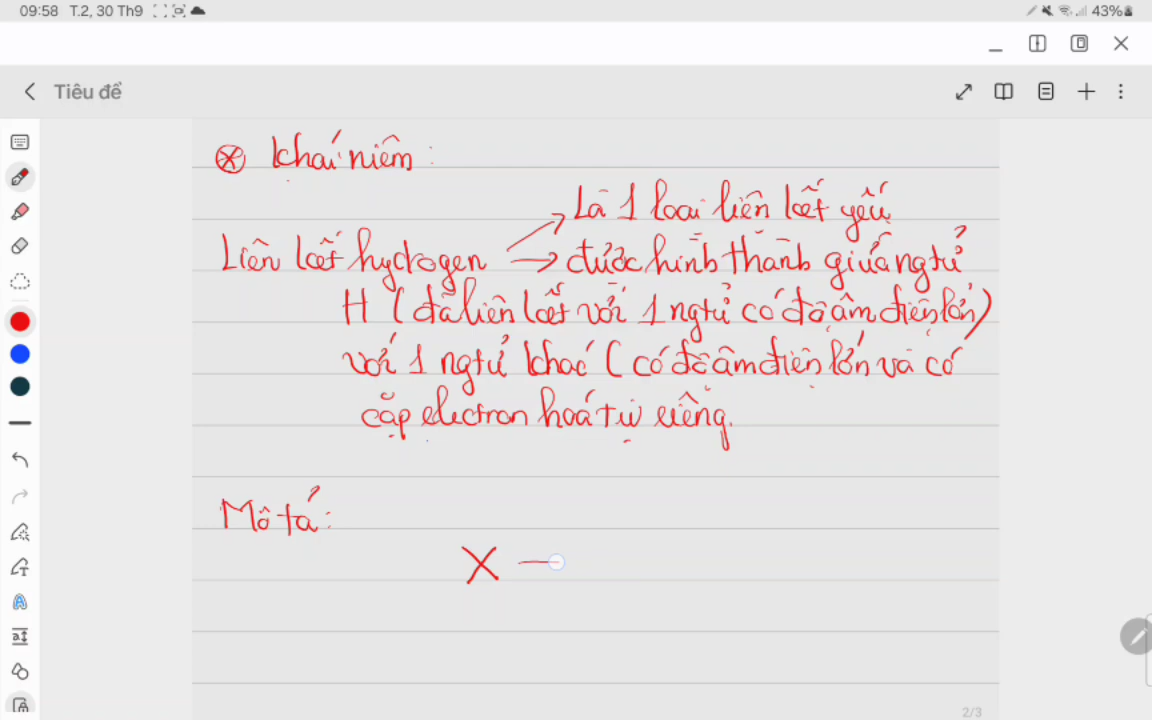 09:58 T.2, 30 Th9 43%
Tiêu đề
Khái niệm :
Là 1 loại liên kết yếu
Liên kết hydrogen → được hình thành giữa ngtử
H (đã liên kết với 1 ngtử có độ âm điện lớn)
với 1 ngtử khác (có độ âm điện lớn và có
cặp electron hoá trị riêng.
Mô tả :
X —
2/3